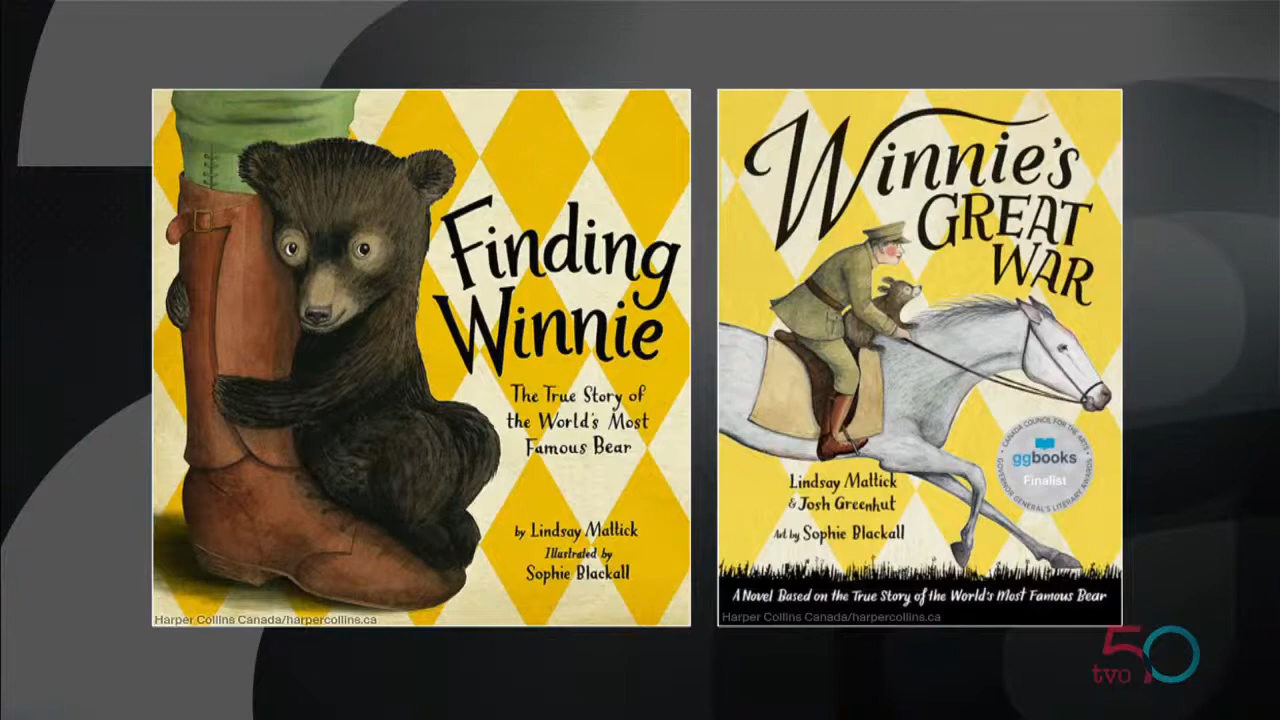 Finding
Winnie
The True Story of
the World's Most
Famous Bear
by Lindsay Mattick
Illustrated by
Sophie Blackall
Harper Collins Canada/harpercollins.ca
Winnie's
GREAT
WAR
CANADA COUNCIL FOR THE ARTS
ggbooks
Finalist
GOVERNOR GENERAL'S LITERARY AWARDS
Lindsay Mattick
& Josh Greenhut
Art by Sophie Blackall
A Novel Based on the True Story of the World's Most Famous Bear
Harper Collins Canada/harpercollins.ca
50
tvo